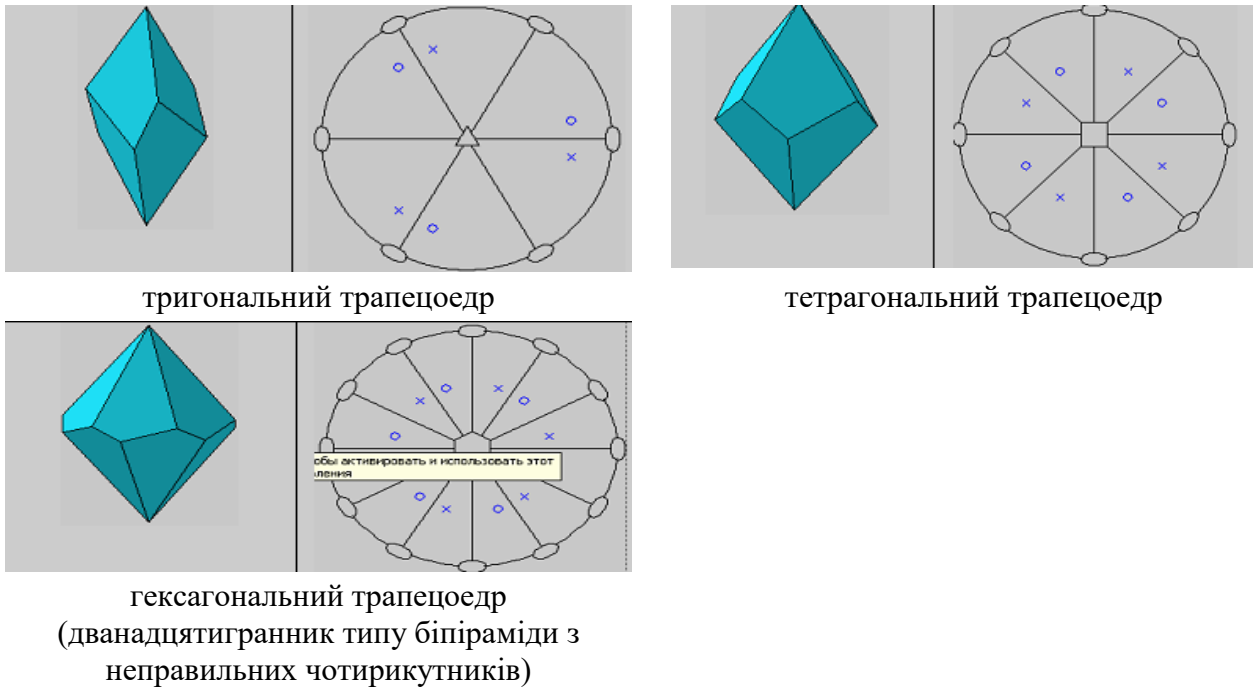 тригональний трапецоедр
тетрагональний трапецоедр
обы активировать и использовать этот
ления
гексагональний трапецоедр
(дванадцятигранник типу біпіраміди з
неправильних чотирикутників)